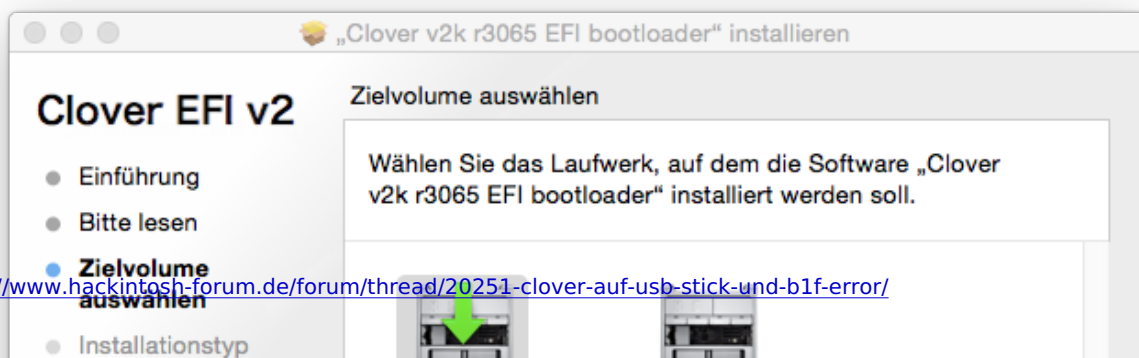 „Clover v2k r3065 EFI bootloader“ installieren
Clover EFI v2
Einführung
Bitte lesen
Zielvolume
auswählen
Installationstyp
Zielvolume auswählen
Wählen Sie das Laufwerk, auf dem die Software „Clover
v2k r3065 EFI bootloader“ installiert werden soll.
/www.hackintosh-forum.de/forum/thread/20251-clover-auf-usb-stick-und-b1f-error/